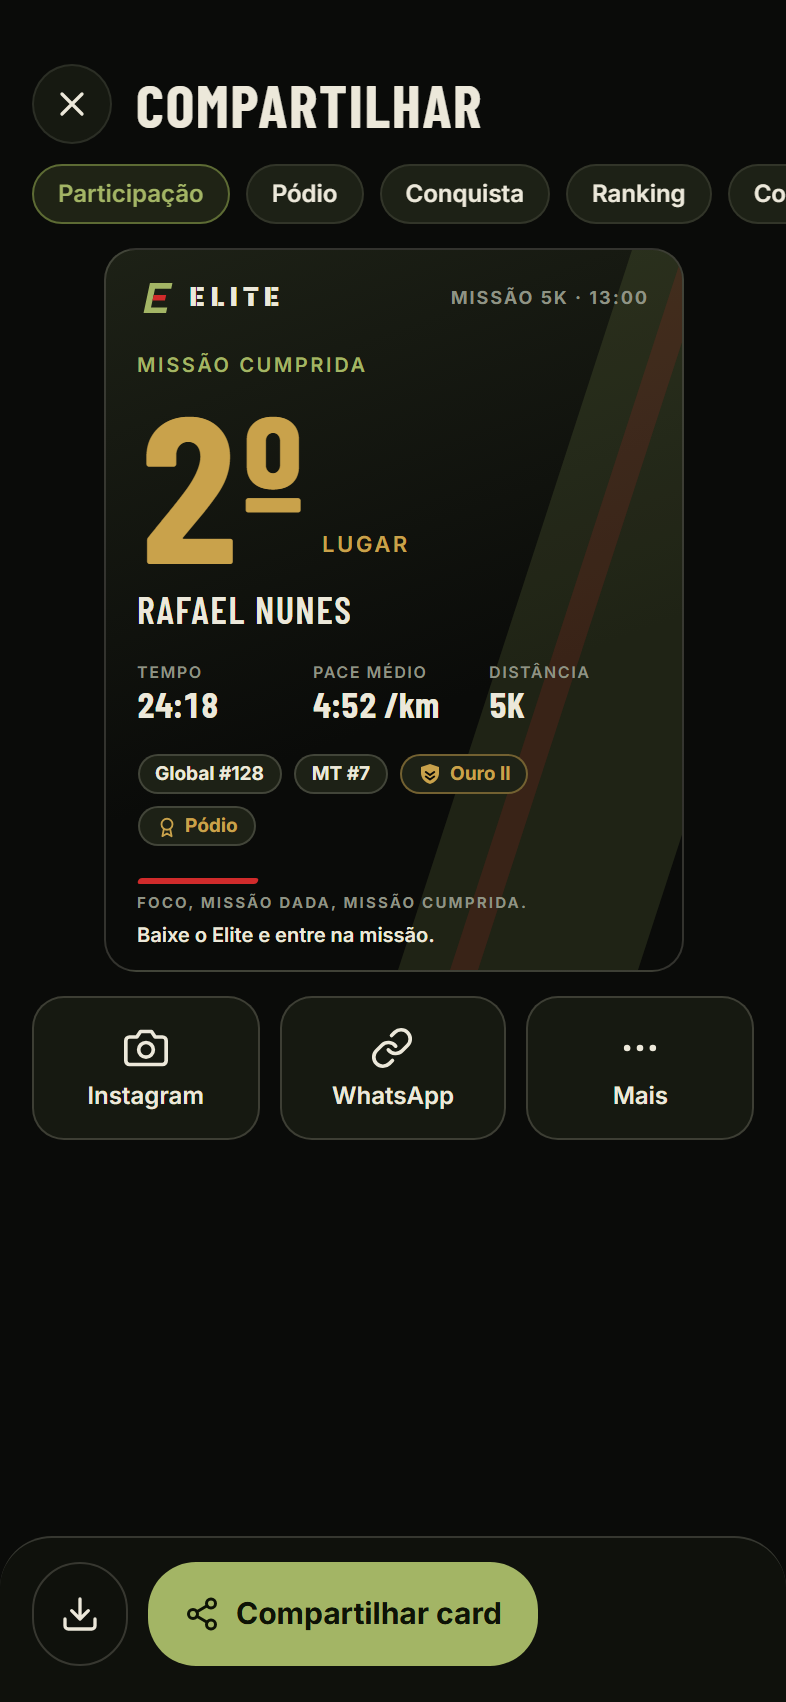 COMPARTILHAR
Participação Pódio Conquista Ranking Co
ELITE MISSÃO 5K · 13:00
MISSÃO CUMPRIDA
2º LUGAR
RAFAEL NUNES
TEMPO PACE MÉDIO DISTÂNCIA
24:18 4:52 /km 5K
Global #128 MT #7 Ouro II
Pódio
FOCO, MISSÃO DADA, MISSÃO CUMPRIDA.
Baixe o Elite e entre na missão.
Instagram WhatsApp Mais
Compartilhar card